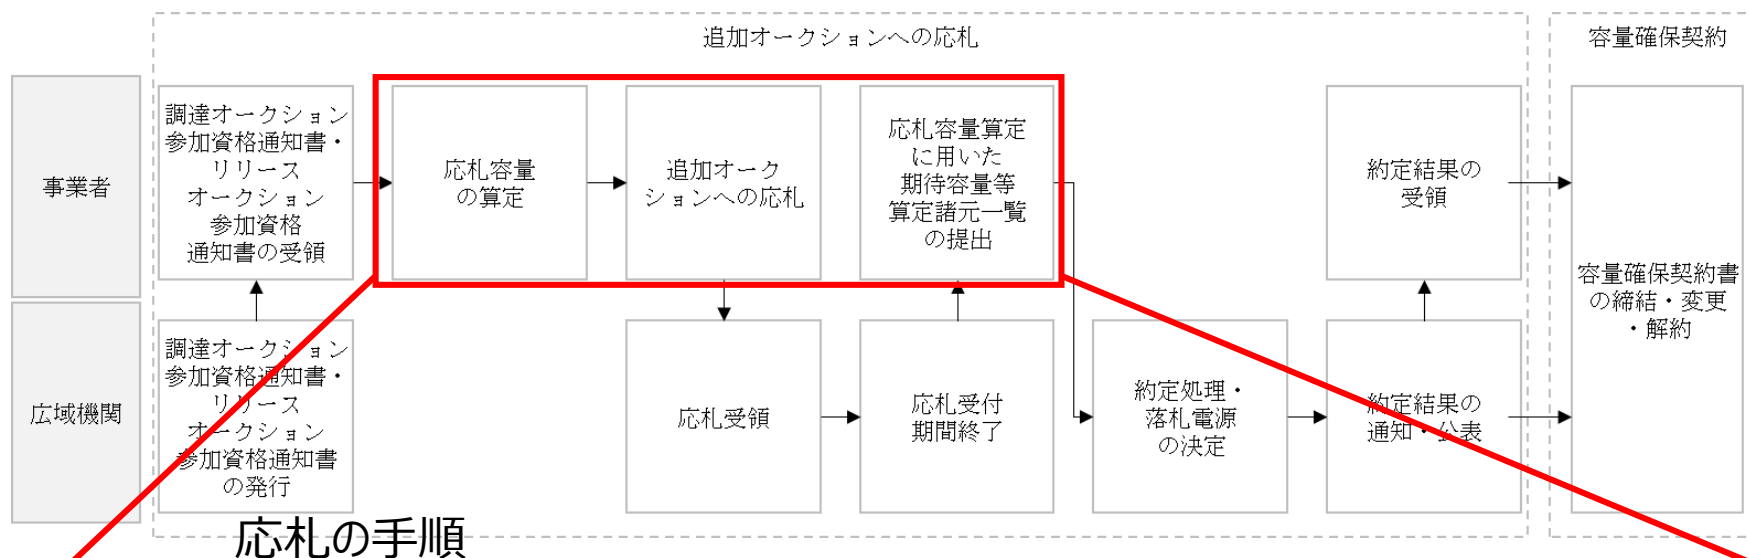 追加オークションへの応札
容量確保契約
事業者
調達オークション
参加資格通知書・
リリース
オークション
参加資格
通知書の受領
応札容量
の算定
追加オーク
ションへの応札
応札容量算定
に用いた
期待容量等
算定諸元一覧
の提出
約定結果の
受領
容量確保契約書
の締結・変更
・解約
広域機関
調達オークション
参加資格通知書・
リリース
オークション
参加資格通知書
の発行
応札受領
応札受付
期間終了
約定処理・
落札電源
の決定
約定結果の
通知・公表
応札の手順